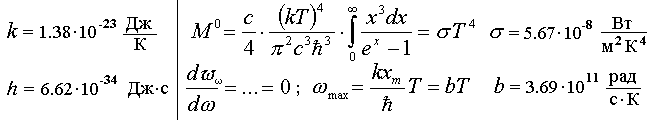 k = 1.38·10⁻²³ Дж/К
h = 6.62·10⁻³⁴ Дж·с
M⁰ = c/4 · (kT)⁴/(π²c³ħ³) · ∫₀^∞ x³dx/(eˣ−1) = σT⁴ σ = 5.67·10⁻⁸ Вт/(м²К⁴)
dϖ_ω/dω = ... = 0 ; ω_max = kx_m/ħ T = bT b = 3.69·10¹¹ рад/(с·К)